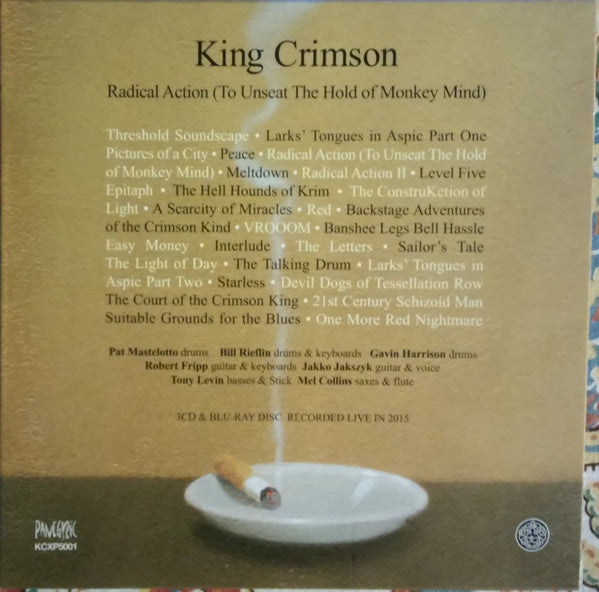 King Crimson
Radical Action (To Unseat The Hold of Monkey Mind)
Threshold Soundscape • Larks' Tongues in Aspic Part One
Pictures of a City • Peace • Radical Action (To Unseat The Hold
of Monkey Mind) • Meltdown • Radical Action II • Level Five
Epitaph • The Hell Hounds of Krim • The ConstruKction of
Light • A Scarcity of Miracles • Red • Backstage Adventures
of the Crimson Kind • VROOOM • Banshee Legs Bell Hassle
Easy Money • Interlude • The Letters • Sailor's Tale
The Light of Day • The Talking Drum • Larks' Tongues in
Aspic Part Two • Starless • Devil Dogs of Tessellation Row
The Court of the Crimson King • 21st Century Schizoid Man
Suitable Grounds for the Blues • One More Red Nightmare
Pat Mastelotto drums Bill Rieflin drums & keyboards Gavin Harrison drums
Robert Fripp guitar & keyboards Jakko Jakszyk guitar & voice
Tony Levin basses & Stick Mel Collins saxes & flute
3CD & BLU-RAY DISC RECORDED LIVE IN 2015
PANEGYRIC
KCXP5001